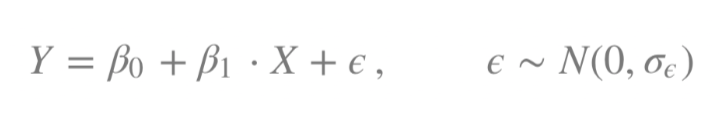 Y = β₀ + β₁ · X + ϵ ,    ϵ ~ N(0, σ_ϵ)